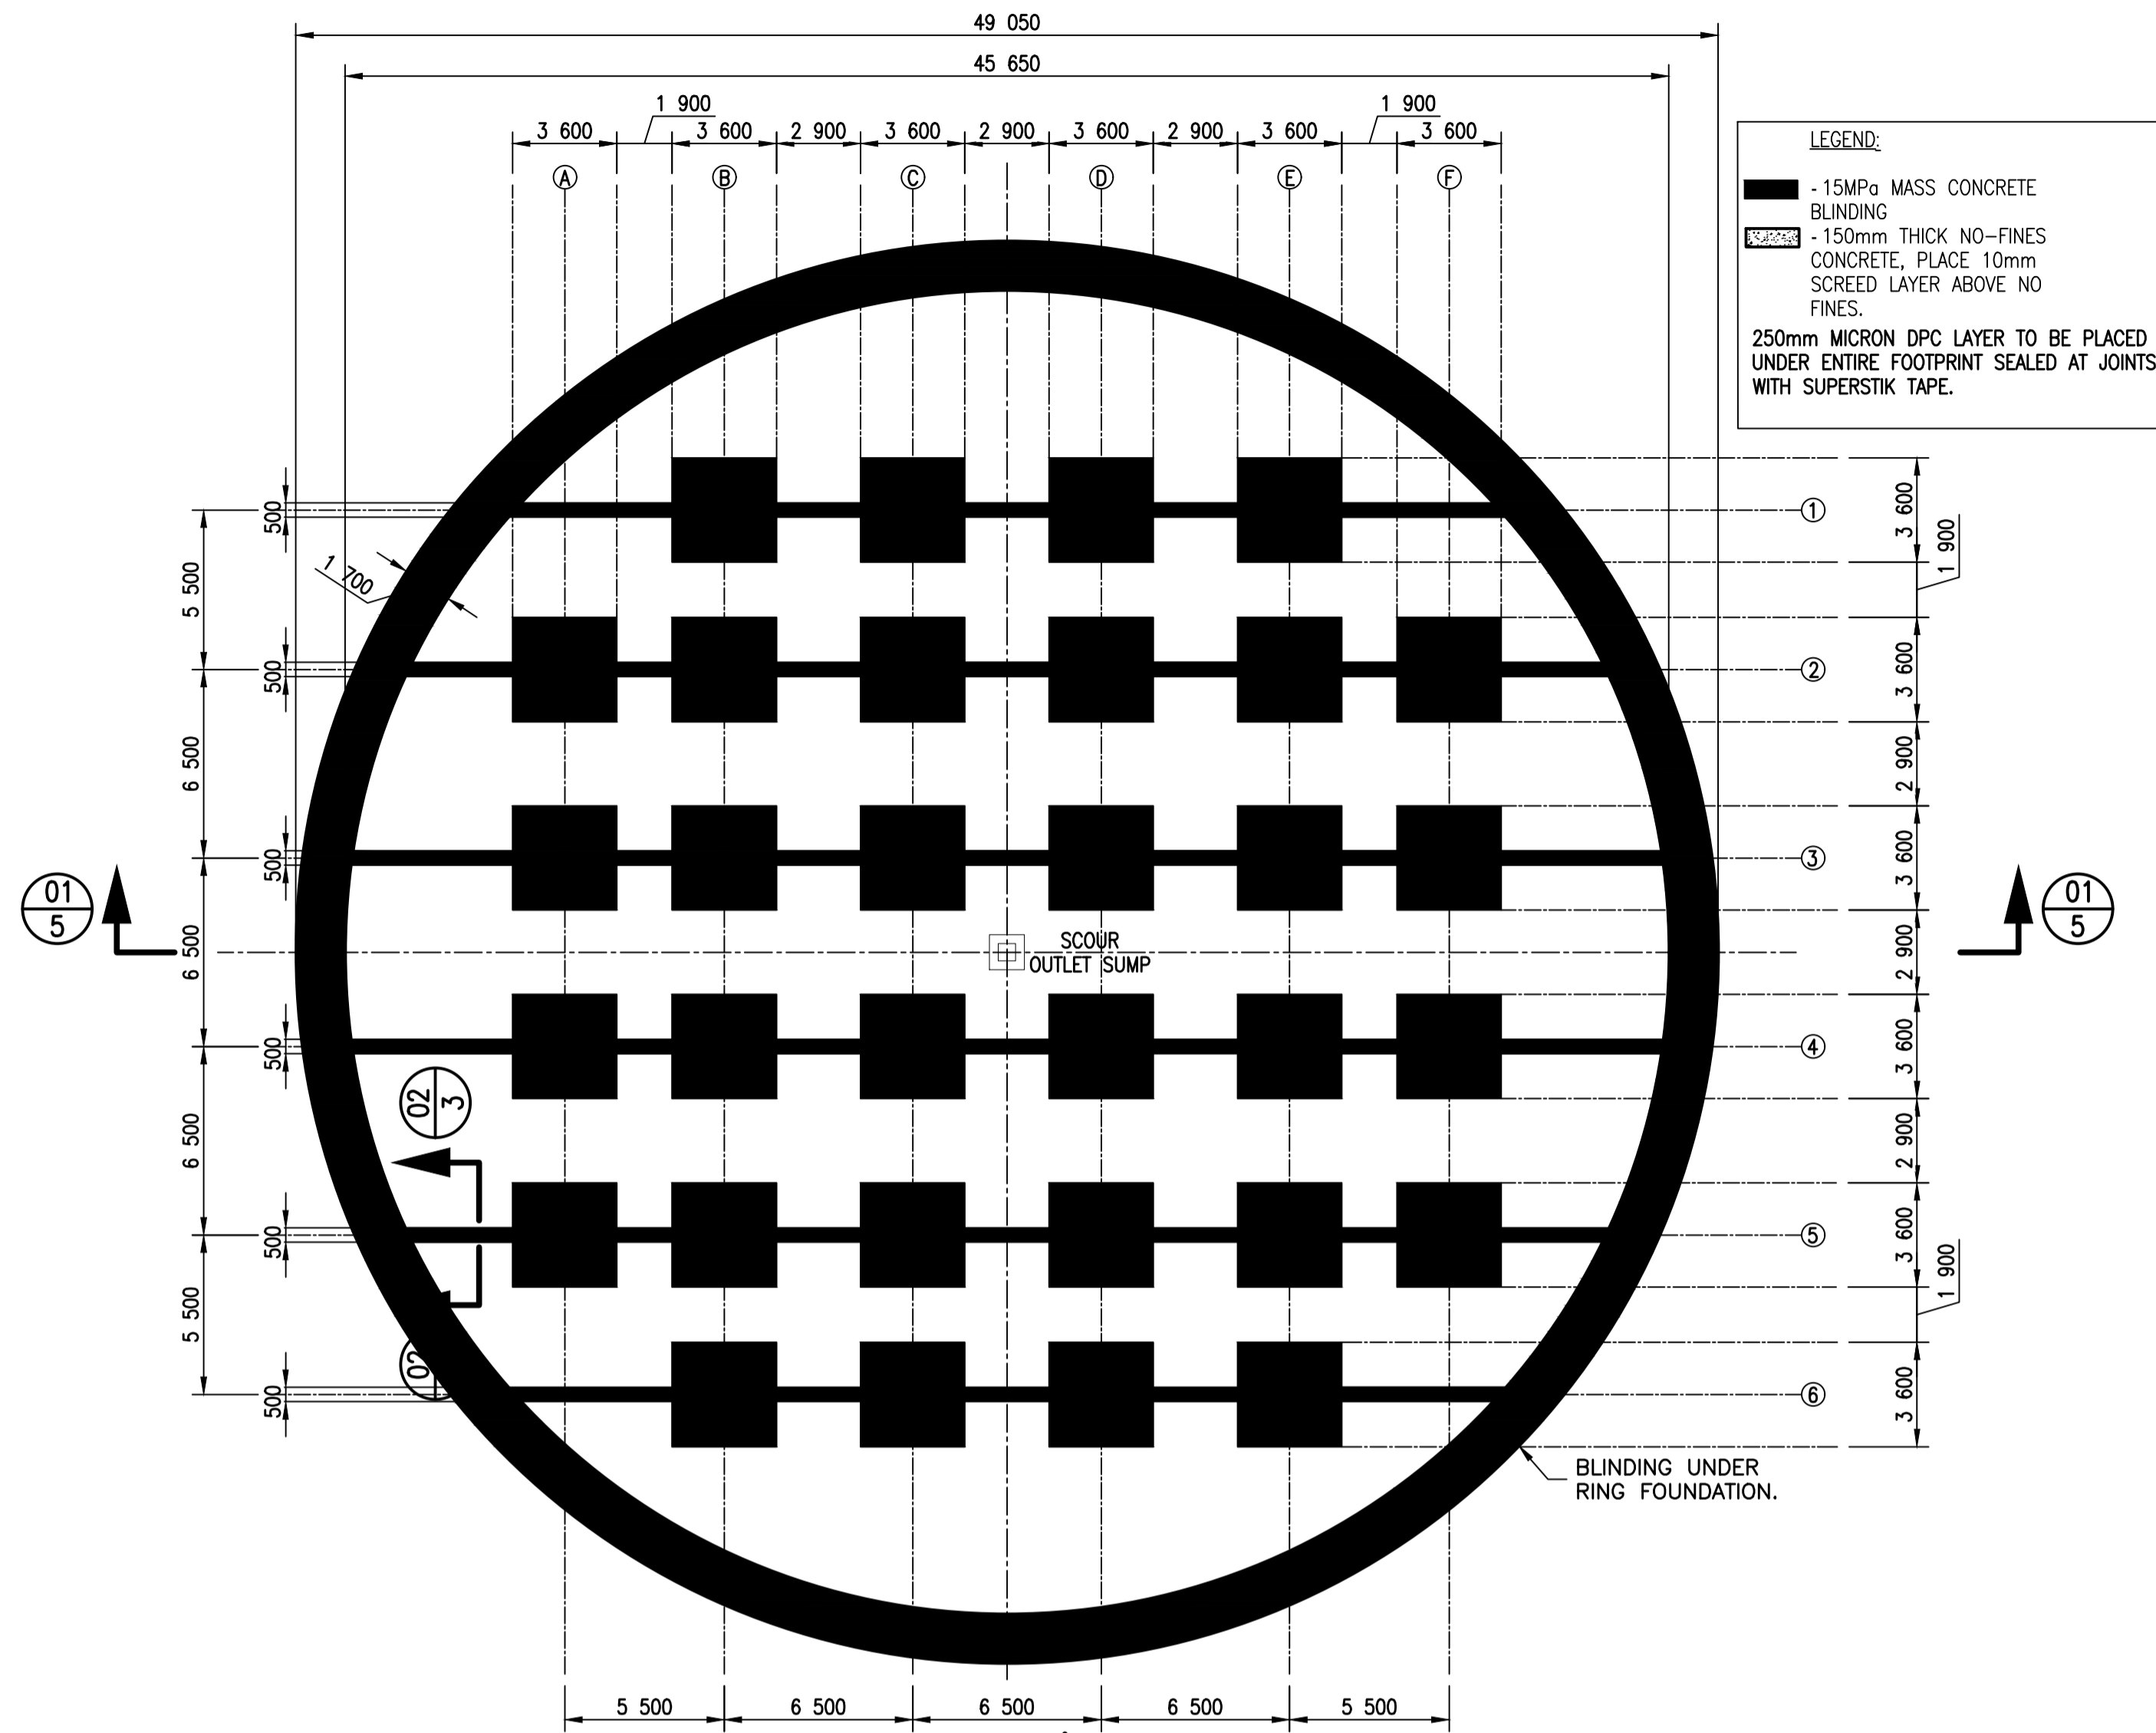 49 050
45 650
1 900
1 900
3 600
3 600
2 900
3 600
2 900
3 600
2 900
3 600
3 600
A
B
C
D
E
F
LEGEND:
- 15MPa MASS CONCRETE
BLINDING
- 150mm THICK NO-FINES
CONCRETE, PLACE 10mm
SCREED LAYER ABOVE NO
FINES.
250mm MICRON DPC LAYER TO BE PLACED
UNDER ENTIRE FOOTPRINT SEALED AT JOINTS
WITH SUPERSTIK TAPE.
500
1
3 600
1 900
5 500
1 700
500
2
3 600
6 500
2 900
500
3
3 600
01
5
01
5
6 500
SCOUR
OUTLET SUMP
2 900
500
4
3 600
02
3
6 500
2 900
500
5
3 600
5 500
1 900
02
500
6
3 600
BLINDING UNDER
RING FOUNDATION.
5 500
6 500
6 500
6 500
5 500